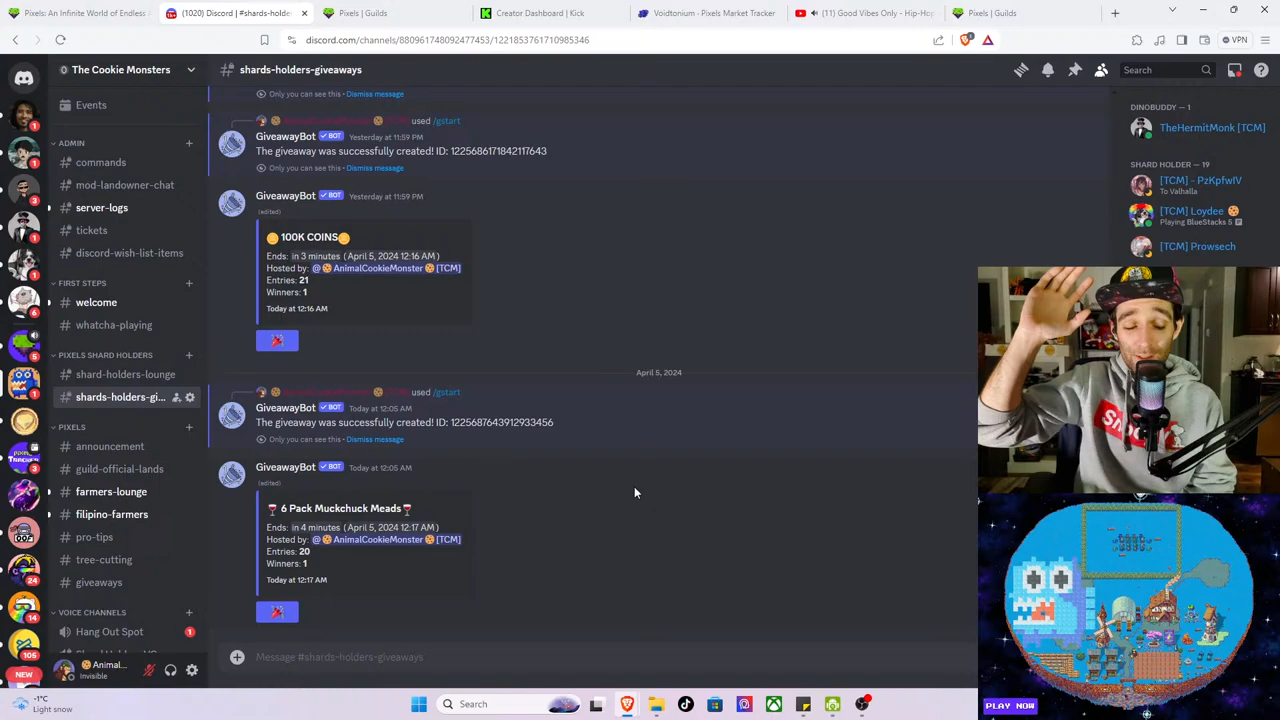 Pixels: An Infinite World of Endless
(1020) Discord | #shards-holder
Pixels | Guilds
Creator Dashboard | Kick
Voidtonium - Pixels Market Tracker
(11) Good Vibes Only - Hip-Hop
Pixels | Guilds
discord.com/channels/880961748092477453/1221853761710985346
VPN
The Cookie Monsters
shards-holders-giveaways
Search
Events
ADMIN
commands
mod-landowner-chat
server-logs
tickets
discord-wish-list-items
FIRST STEPS
welcome
whatcha-playing
PIXELS SHARD HOLDERS
shard-holders-lounge
shards-holders-gi...
PIXELS
announcement
guild-official-lands
farmers-lounge
filipino-farmers
pro-tips
tree-cutting
giveaways
VOICE CHANNELS
Hang Out Spot
Animal...
Invisible
NEW
Only you can see this • Dismiss message
used /gstart
GiveawayBot BOT Yesterday at 11:59 PM
The giveaway was successfully created! ID: 1225686171842117643
Only you can see this • Dismiss message
GiveawayBot BOT Yesterday at 11:59 PM
(edited)
100K COINS
Ends: in 3 minutes (April 5, 2024 12:16 AM)
Hosted by: @AnimalCookieMonster [TCM]
Entries: 21
Winners: 1
Today at 12:16 AM
April 5, 2024
used /gstart
GiveawayBot BOT Today at 12:05 AM
The giveaway was successfully created! ID: 1225687643912933456
Only you can see this • Dismiss message
GiveawayBot BOT Today at 12:05 AM
(edited)
6 Pack Muckchuck Meads
Ends: in 4 minutes (April 5, 2024 12:17 AM)
Hosted by: @AnimalCookieMonster [TCM]
Entries: 20
Winners: 1
Today at 12:17 AM
Message #shards-holders-giveaways
DINOBUDDY — 1
TheHermitMonk [TCM]
SHARD HOLDER — 19
[TCM] - PzKpfwIV
To Valhalla
[TCM] Loydee
Playing BlueStacks 5
[TCM] Prowsech
PLAY NOW
-1°C
Light snow
Search